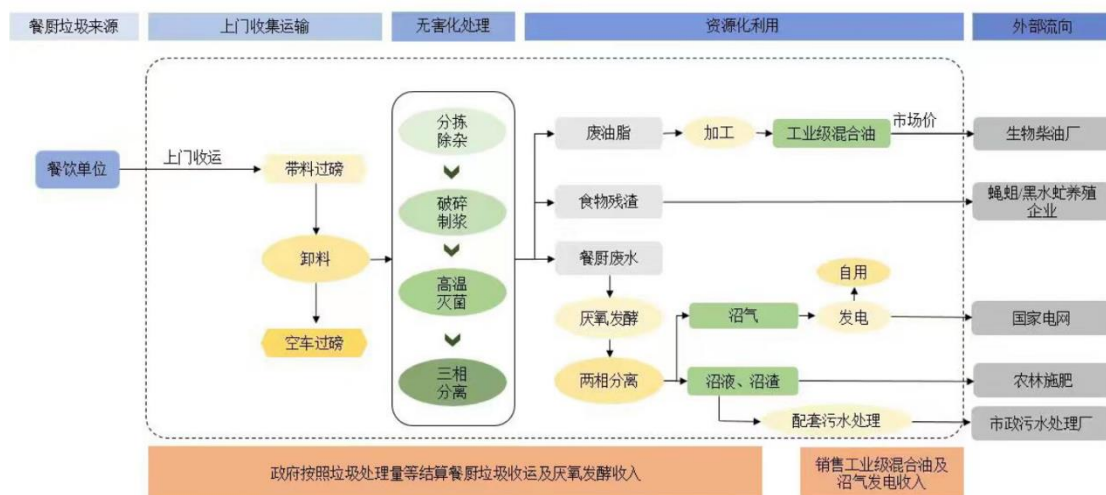 餐厨垃圾来源
上门收集运输
无害化处理
资源化利用
外部流向
餐饮单位
上门收运
带料过磅
卸料
空车过磅
分拣
除杂
破碎
制浆
高温
灭菌
三相
分离
废油脂
加工
工业级混合油
市场价
生物柴油厂
食物残渣
蝇蛆/黑水虻养殖
企业
餐厨废水
厌氧发酵
两相分离
沼气
发电
自用
国家电网
沼液、沼渣
农林施肥
配套污水处理
市政污水处理厂
政府按照垃圾处理量等结算餐厨垃圾收运及厌氧发酵收入
销售工业级混合油及
沼气发电收入